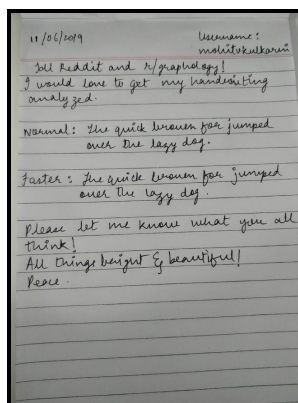 11/06/2019 Username:
mohitvkulkarni
Hello Reddit and r/graphology!
I would love to get my handwriting
analyzed.
Normal: The quick brown fox jumped
over the lazy dog.
Faster: The quick brown fox jumped
over the lazy dog.
Please let me know what you all
think!
All things bright & beautiful!
Peace.